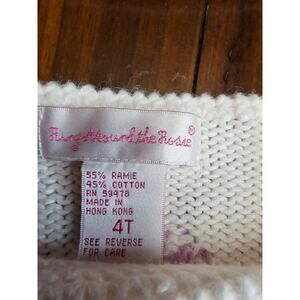 Ring Around the Rosie®
55% RAMIE
45% COTTON
RN 59478
MADE IN
HONG KONG
4T
SEE REVERSE
FOR CARE